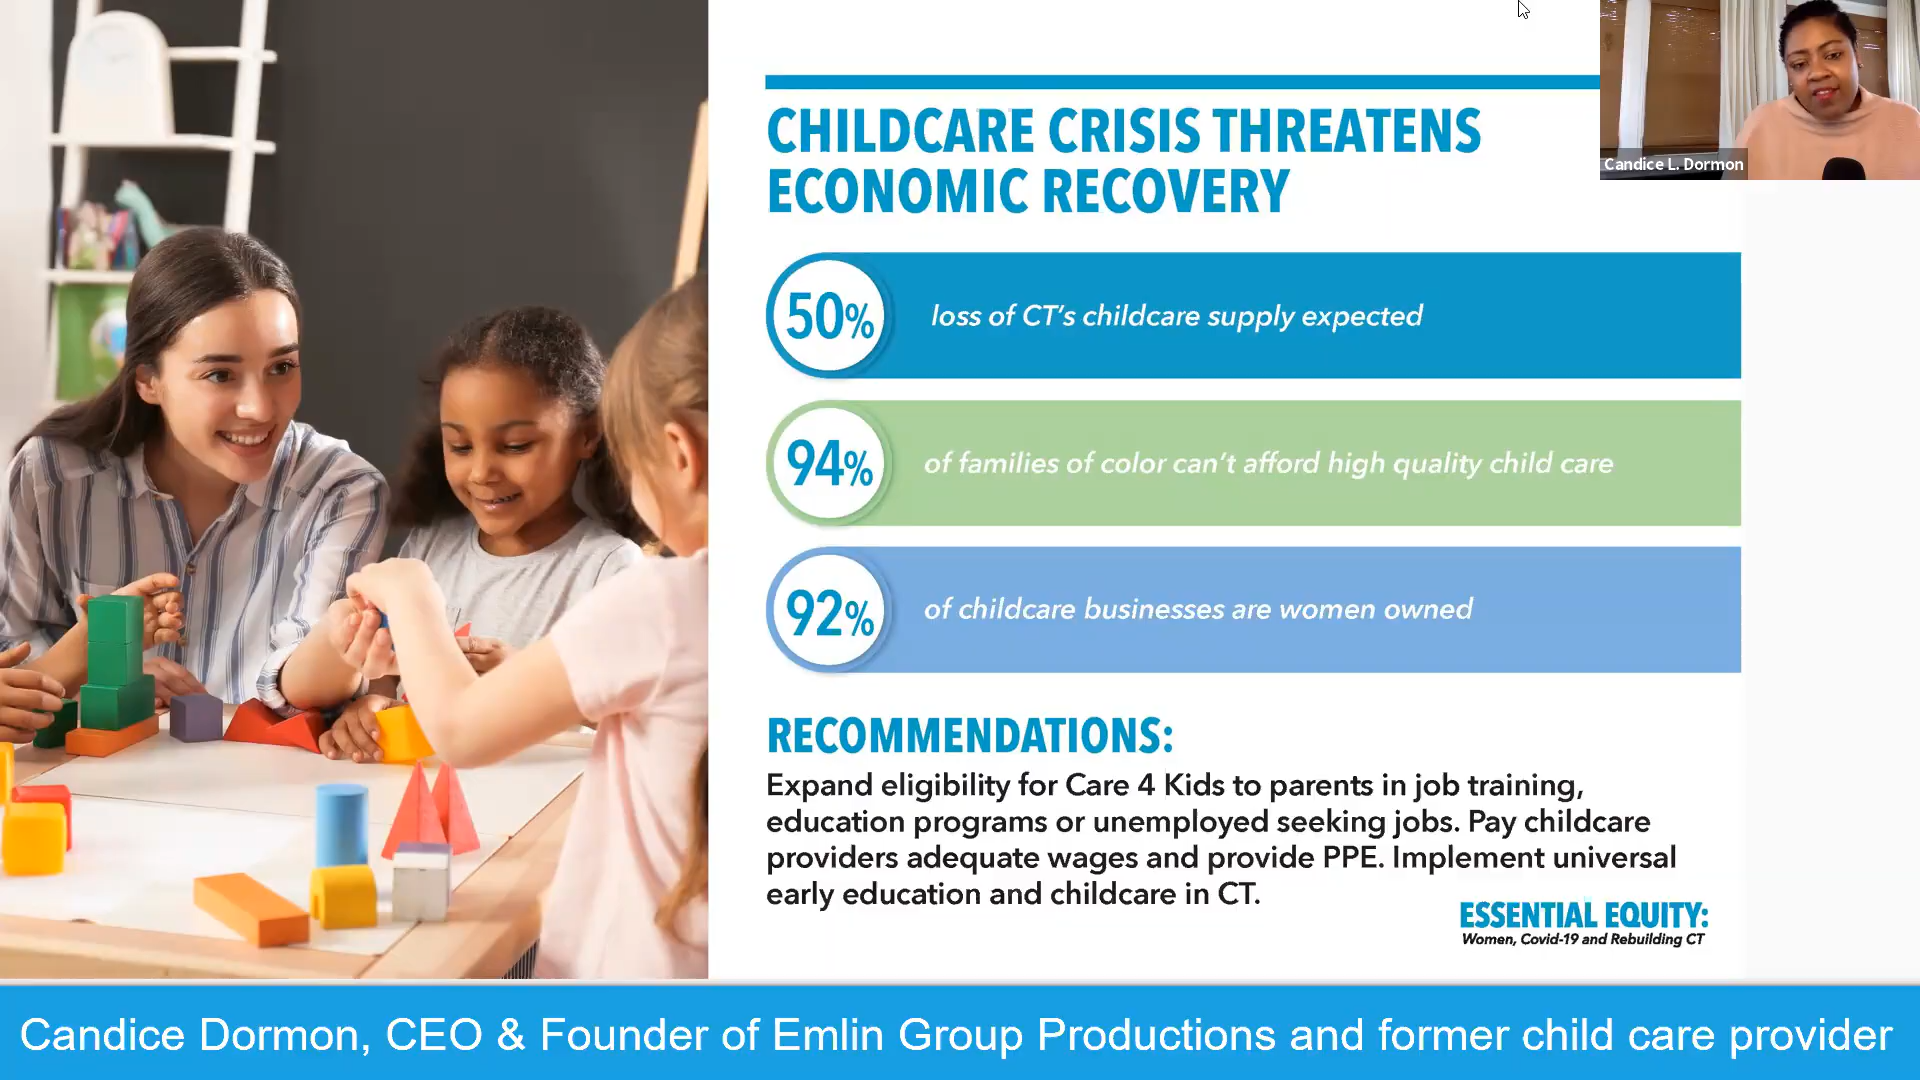 CHILDCARE CRISIS THREATENS
ECONOMIC RECOVERY
Candice L. Dormon
50%
loss of CT's childcare supply expected
94%
of families of color can't afford high quality child care
92%
of childcare businesses are women owned
RECOMMENDATIONS:
Expand eligibility for Care 4 Kids to parents in job training,
education programs or unemployed seeking jobs. Pay childcare
providers adequate wages and provide PPE. Implement universal
early education and childcare in CT.
ESSENTIAL EQUITY:
Women, Covid-19 and Rebuilding CT
Candice Dormon, CEO & Founder of Emlin Group Productions and former child care provider